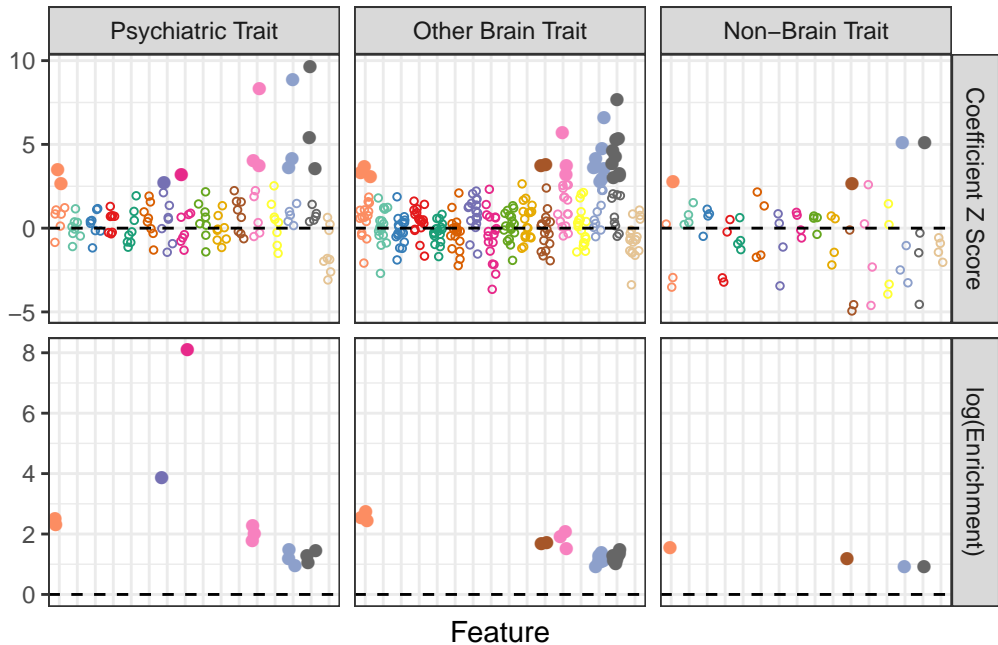 Psychiatric Trait
Other Brain Trait
Non−Brain Trait
10
5
0
−5
Coefficient Z Score
8
6
4
2
0
log(Enrichment)
Feature